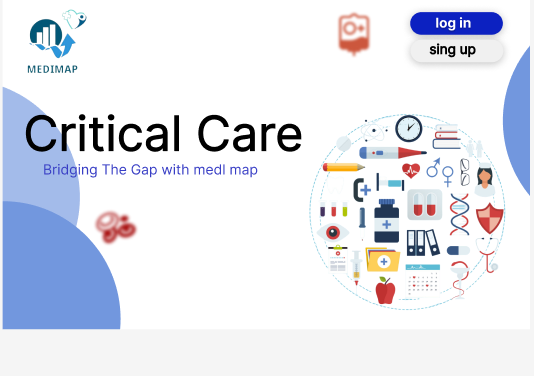 log in
sing up
MEDIMAP
Critical Care
Bridging The Gap with medI map